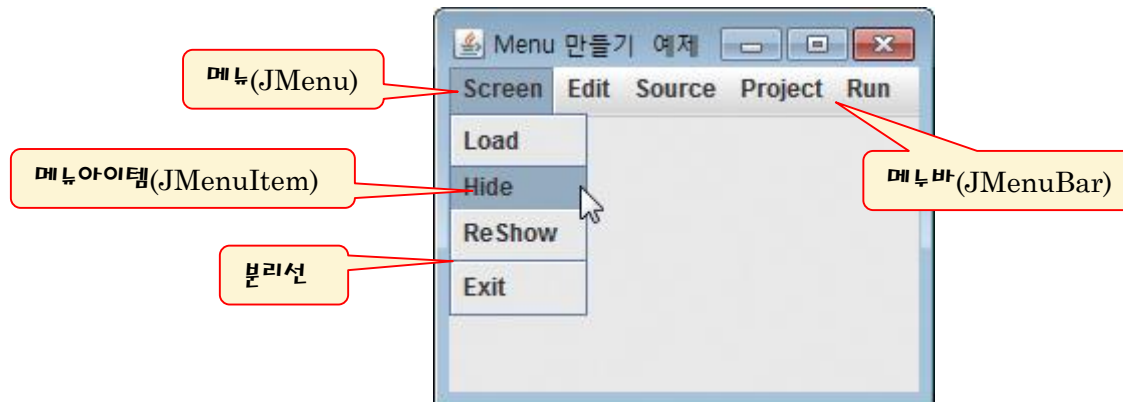 Menu 만들기 예제
메뉴(JMenu)
Screen Edit Source Project Run
Load
메뉴아이템(JMenuItem)
Hide
메뉴바(JMenuBar)
ReShow
분리선
Exit